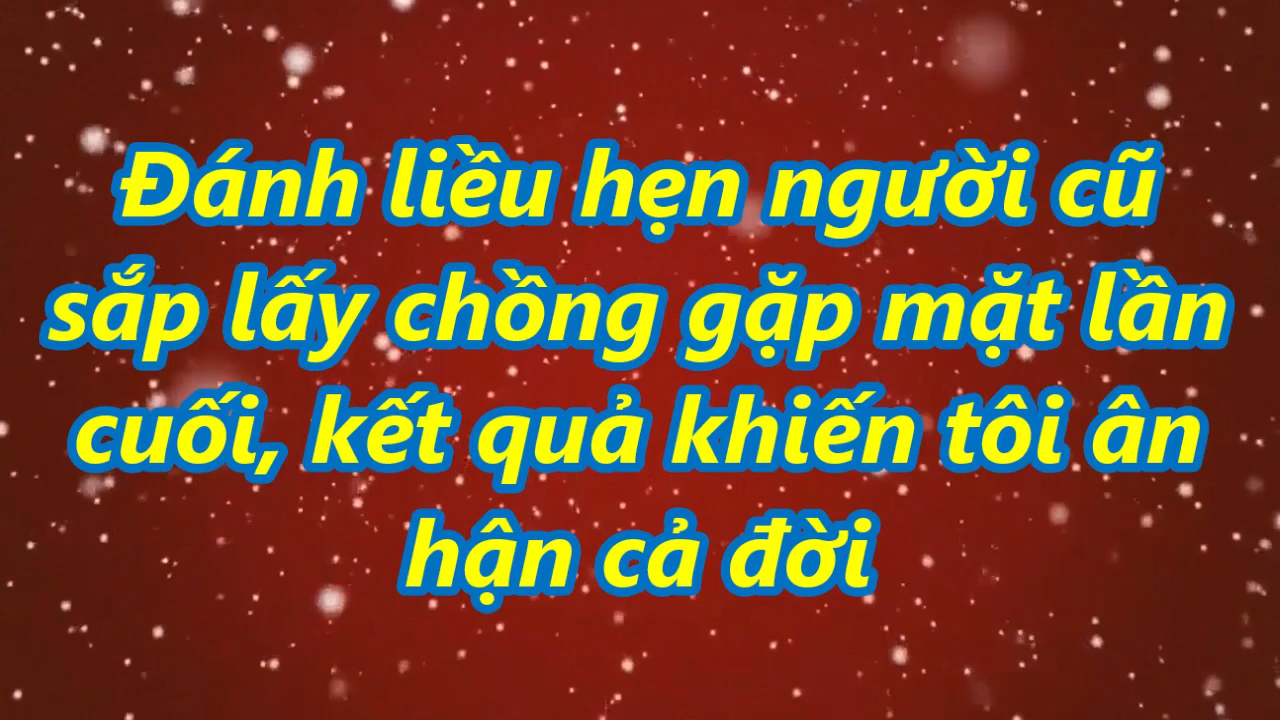 Đánh liều hẹn người cũ
sắp lấy chồng gặp mặt lần
cuối, kết quả khiến tôi ân
hận cả đời